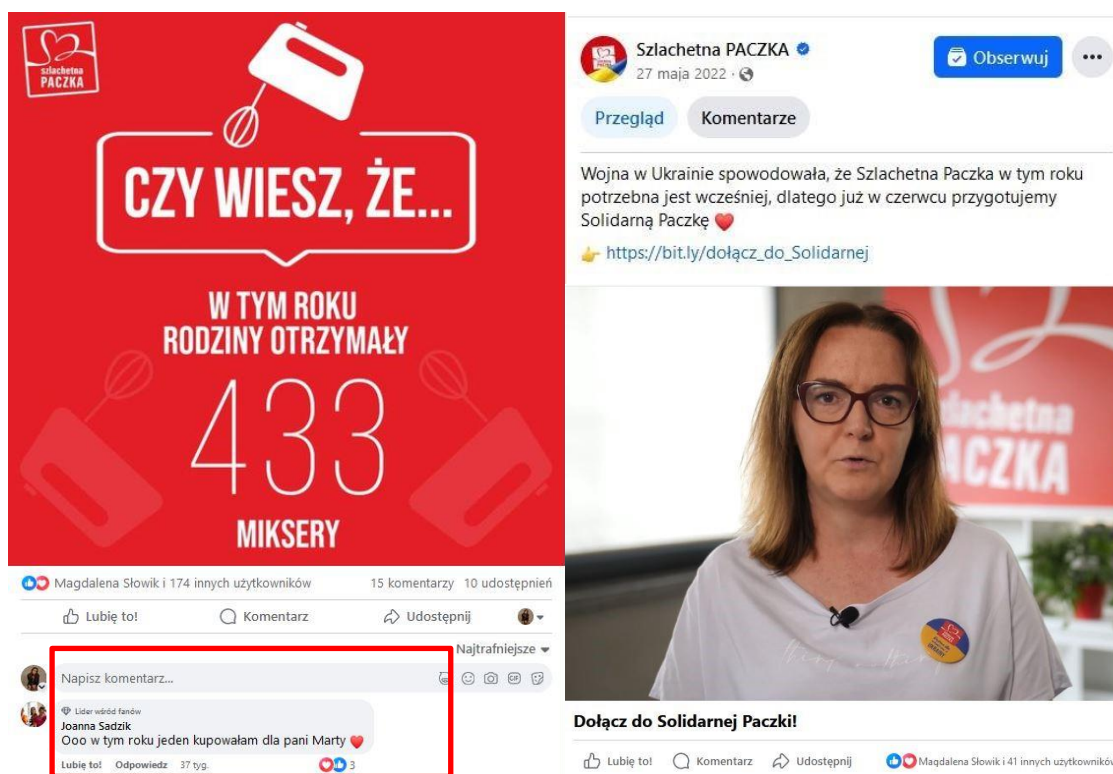 szlachetna
PACZKA
CZY WIESZ, ŻE...
W TYM ROKU
RODZINY OTRZYMAŁY
433
MIKSERY
Magdalena Słowik i 174 innych użytkowników
15 komentarzy 10 udostępnień
Lubię to! Komentarz Udostępnij
Najtrafniejsze
Napisz komentarz...
GIF
Lider wśród fanów
Joanna Sadzik
Ooo w tym roku jeden kupowałam dla pani Marty
Lubię to! Odpowiedz 37 tyg. 3
Szlachetna PACZKA
27 maja 2022 ·
Obserwuj
Przegląd Komentarze
Wojna w Ukrainie spowodowała, że Szlachetna Paczka w tym roku
potrzebna jest wcześniej, dlatego już w czerwcu przygotujemy
Solidarną Paczkę
https://bit.ly/dołącz_do_Solidarnej
szlachetna
PACZKA
Dołącz do Solidarnej Paczki!
Lubię to! Komentarz Udostępnij Magdalena Słowik i 41 innych użytkowników